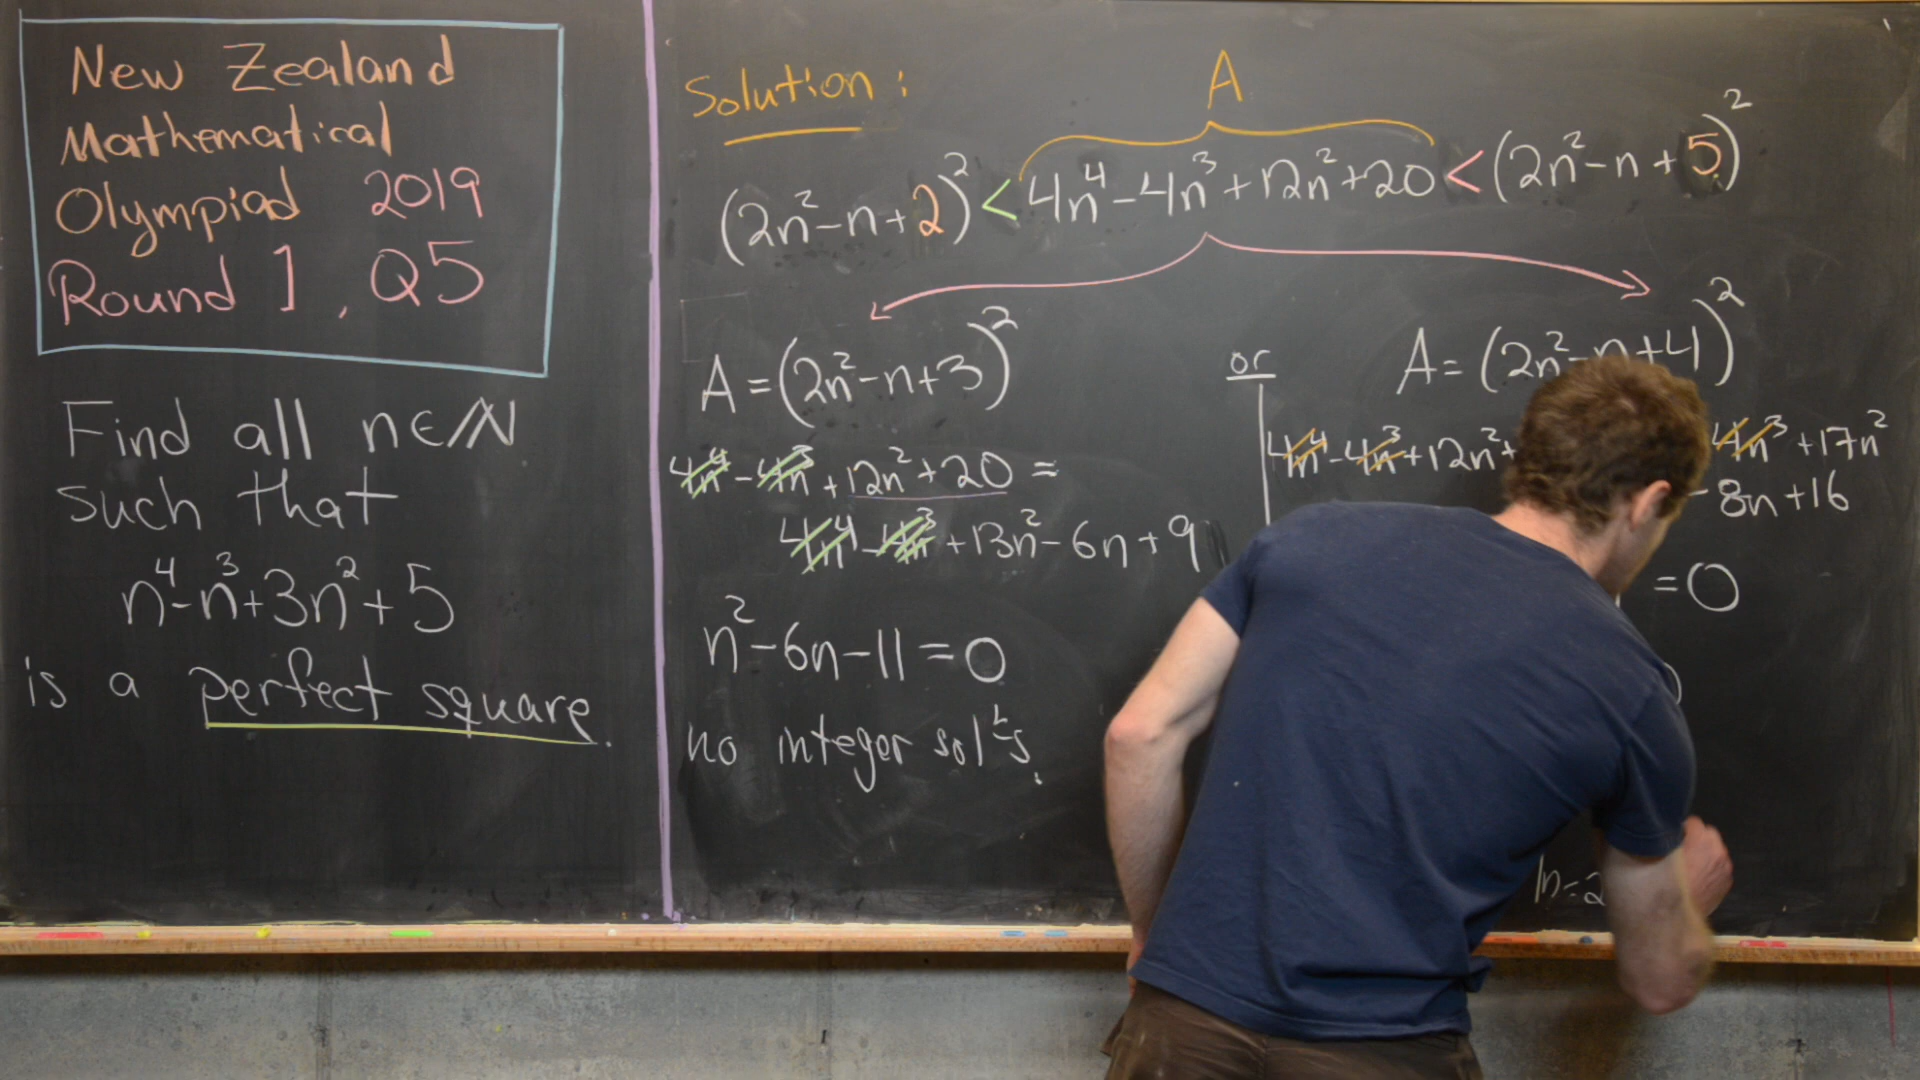 New Zealand
Mathematical
Olympiad 2019
Round 1, Q5
Find all n∈ℕ
such that
n⁴-n³+3n²+5
is a perfect square.
Solution:
A
(2n²-n+2)² < 4n⁴-4n³+12n²+20 < (2n²-n+5)²
A=(2n²-n+3)²
4n⁴-4n³+12n²+20 =
4n⁴-4n³+13n²-6n+9
n²-6n-11=0
no integer solⁿs.
or
A=(2n²-n+4)²
4n⁴-4n³+12n²+ 4n³+17n²
-8n+16
=0
n=2